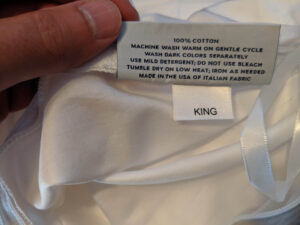 100% COTTON
MACHINE WASH WARM ON GENTLE CYCLE
WASH DARK COLORS SEPARATELY
USE MILD DETERGENT; DO NOT BLEACH
TUMBLE DRY ON LOW HEAT; IRON AS NEEDED
MADE IN THE USA OF ITALIAN FABRIC
KING